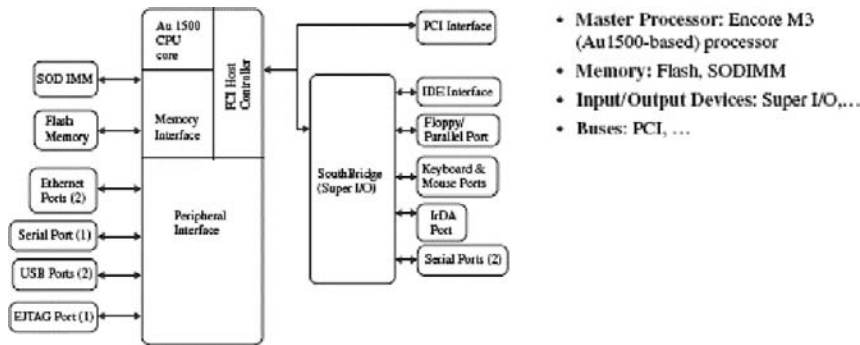 Au 1500
CPU
core
PCI Host
Controller
Memory
Interface
Peripheral
Interface
SOD IMM
Flash
Memory
Ethernet
Ports (2)
Serial Port (1)
USB Ports (2)
EJTAG Port (1)
PCI Interface
SouthBridge
(Super I/O)
IDE Interface
Floppy/
Parallel Port
Keyboard &
Mouse Ports
IrDA
Port
Serial Ports (2)
• Master Processor: Encore M3
(Au1500-based) processor
• Memory: Flash, SODIMM
• Input/Output Devices: Super I/O,…
• Buses: PCI, …